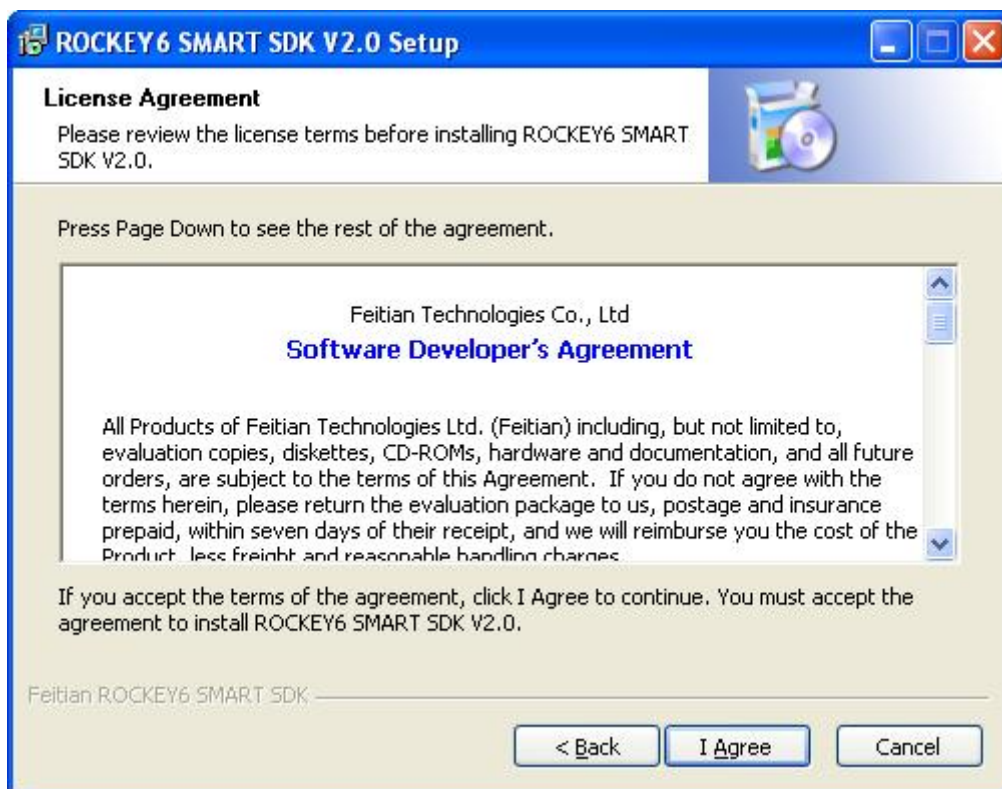 ROCKEY6 SMART SDK V2.0 Setup
License Agreement
Please review the license terms before installing ROCKEY6 SMART
SDK V2.0.
Press Page Down to see the rest of the agreement.
Feitian Technologies Co., Ltd
Software Developer's Agreement
All Products of Feitian Technologies Ltd. (Feitian) including, but not limited to,
evaluation copies, diskettes, CD-ROMs, hardware and documentation, and all future
orders, are subject to the terms of this Agreement.  If you do not agree with the
terms herein, please return the evaluation package to us, postage and insurance
prepaid, within seven days of their receipt, and we will reimburse you the cost of the
Product, less freight and reasonable handling charges.
If you accept the terms of the agreement, click I Agree to continue. You must accept the
agreement to install ROCKEY6 SMART SDK V2.0.
Feitian ROCKEY6 SMART SDK
< Back
I Agree
Cancel